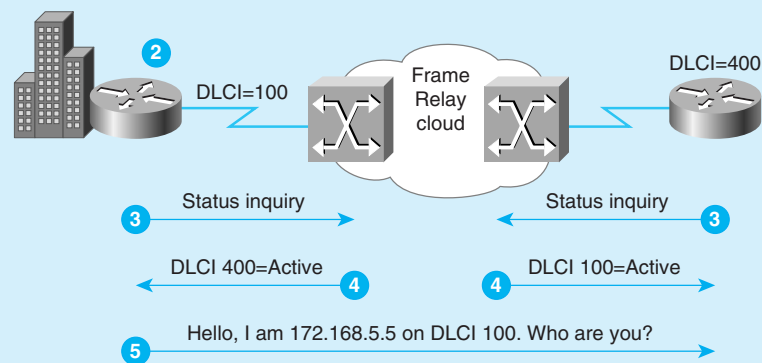 2
DLCI=100
Frame
Relay
cloud
DLCI=400
3 Status inquiry
Status inquiry 3
DLCI 400=Active 4
4 DLCI 100=Active
5 Hello, I am 172.168.5.5 on DLCI 100. Who are you?